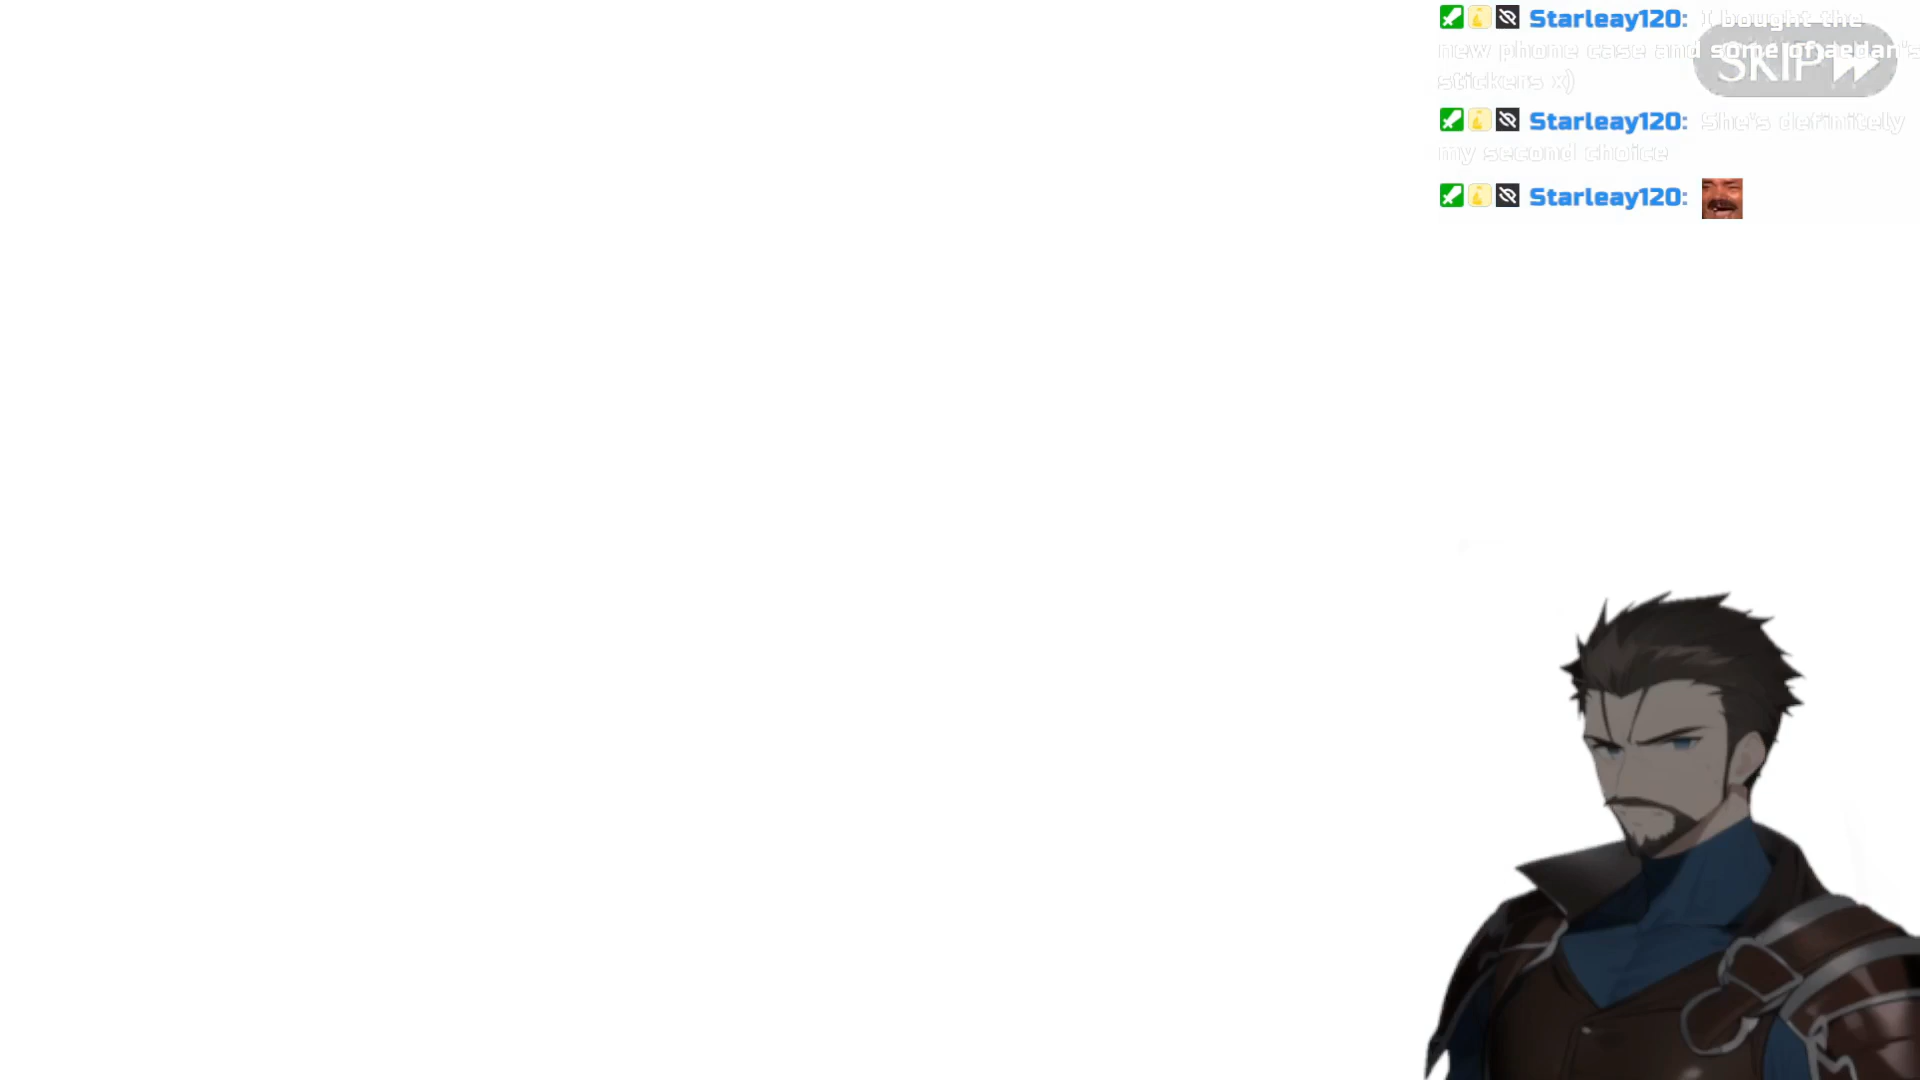 Starleay120: I bought the
new phone case and some of aedan's
stickers x)
SKIP
Starleay120: She's definitely
my second choice
Starleay120: